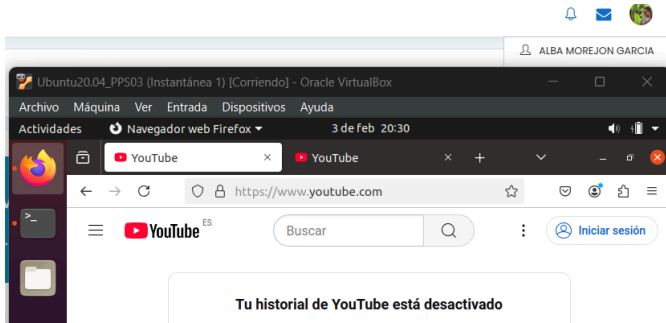 ALBA MOREJON GARCIA
Ubuntu20.04_PPS03 (Instantánea 1) [Corriendo] - Oracle VirtualBox
Archivo Máquina Ver Entrada Dispositivos Ayuda
Actividades Navegador web Firefox 3 de feb 20:30
YouTube YouTube
https://www.youtube.com
YouTube ES Buscar Iniciar sesión
Tu historial de YouTube está desactivado